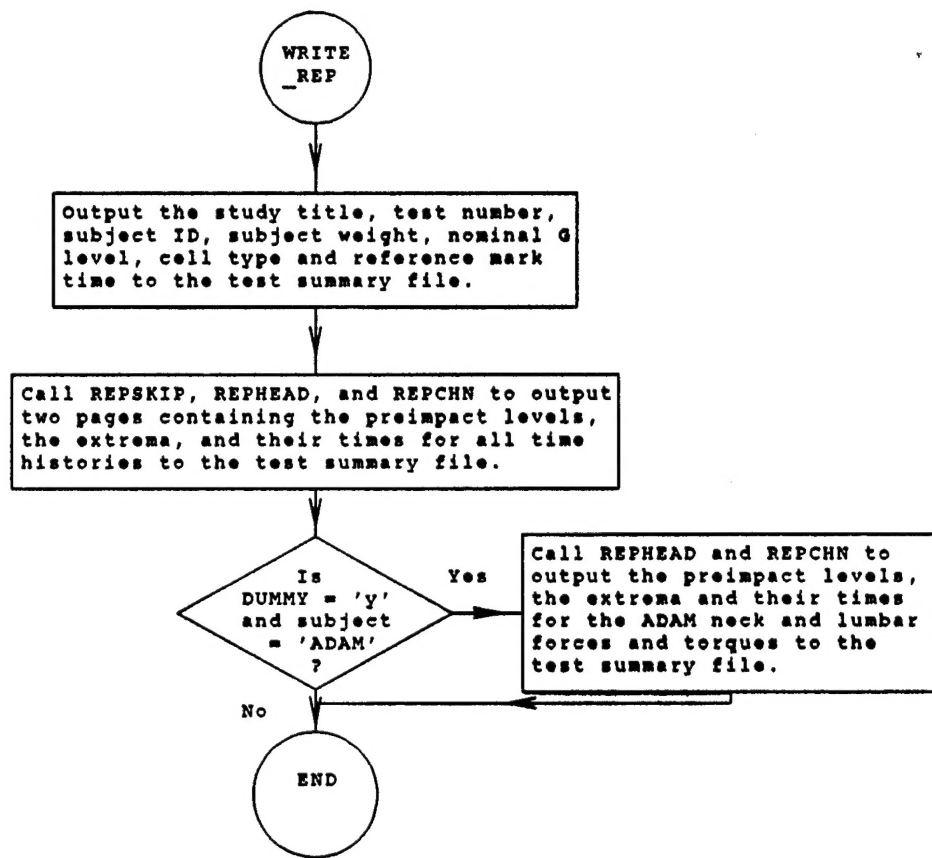 WRITE
_REP
Output the study title, test number,
subject ID, subject weight, nominal G
level, cell type and reference mark
time to the test summary file.
Call REPSKIP, REPHEAD, and REPCHN to output
two pages containing the preimpact levels,
the extrema, and their times for all time
histories to the test summary file.
Is
DUMMY = 'y'
and subject
= 'ADAM'
?
Yes
Call REPHEAD and REPCHN to
output the preimpact levels,
the extrema and their times
for the ADAM neck and lumbar
forces and torques to the
test summary file.
No
END